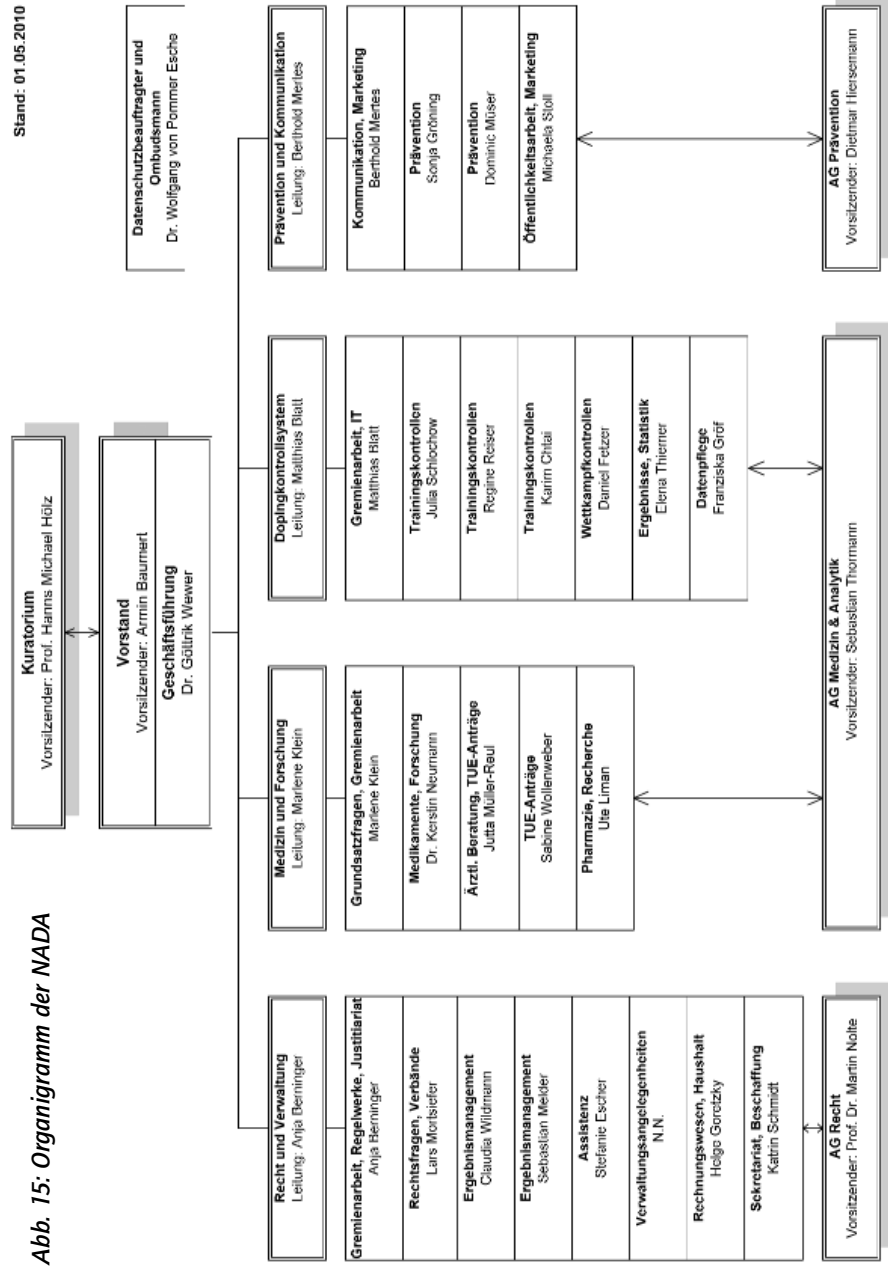 Abb. 15: Organigramm der NADA
Stand: 01.05.2010
Kuratorium
Vorsitzender: Prof. Hanns Michael Hölz
Vorstand
Vorsitzender: Armin Baumert
Geschäftsführung
Dr. Göttrik Wewer
Datenschutzbeauftragter und
Ombudsmann
Dr. Wolfgang von Pommer Esche
Recht und Verwaltung
Leitung: Anja Berninger
Gremienarbeit, Regelwerke, Justitiariat
Anja Berninger
Rechtsfragen, Verbände
Lars Mortsiefer
Ergebnismanagement
Claudia Wildmann
Ergebnismanagement
Sebastian Melder
Assistenz
Stefanie Escher
Verwaltungsangelegenheiten
N.N.
Rechnungswesen, Haushalt
Helge Gorotzky
Sekretariat, Beschaffung
Katrin Schmidt
AG Recht
Vorsitzender: Prof. Dr. Martin Nolte
Medizin und Forschung
Leitung: Marlene Klein
Grundsatzfragen, Gremienarbeit
Marlene Klein
Medikamente, Forschung
Dr. Kerstin Neumann
Ärztl. Beratung, TUE-Anträge
Jutta Müller-Reul
TUE-Anträge
Sabine Wollenweber
Pharmazie, Recherche
Ute Liman
Dopingkontrollsystem
Leitung: Matthias Blatt
Gremienarbeit, IT
Matthias Blatt
Trainingskontrollen
Julia Schlochow
Trainingskontrollen
Regine Reiser
Trainingskontrollen
Karim Chtai
Wettkampfkontrollen
Daniel Fetzer
Ergebnisse, Statistik
Elena Thiemer
Datenpflege
Franziska Gröf
AG Medizin & Analytik
Vorsitzender: Sebastian Thormann
Prävention und Kommunikation
Leitung: Berthold Mertes
Kommunikation, Marketing
Berthold Mertes
Prävention
Sonja Gröning
Prävention
Dominic Müser
Öffentlichkeitsarbeit, Marketing
Michaela Stoll
AG Prävention
Vorsitzender: Dietmar Hiersemann